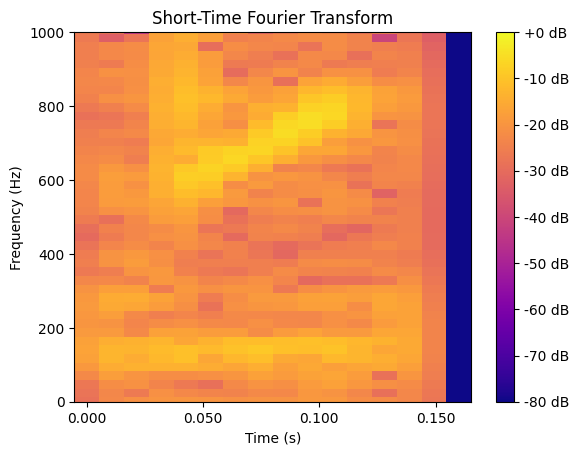 Short-Time Fourier Transform
1000
800
600
400
200
0
Frequency (Hz)
0.000
0.050
0.100
0.150
Time (s)
+0 dB
-10 dB
-20 dB
-30 dB
-40 dB
-50 dB
-60 dB
-70 dB
-80 dB